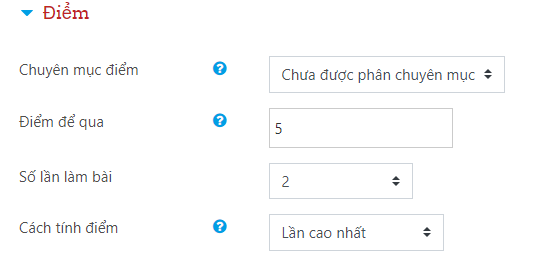 Điểm
Chuyên mục điểm
Chưa được phân chuyên mục
Điểm để qua
5
Số lần làm bài
2
Cách tính điểm
Lần cao nhất